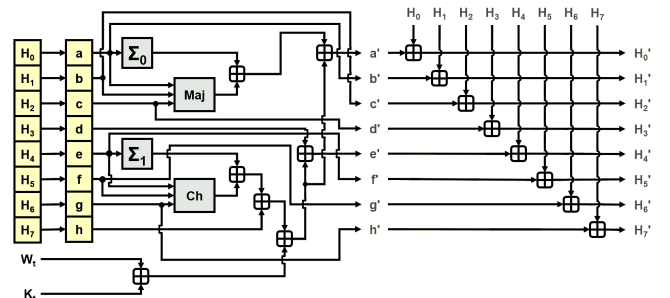 H₀ H₁ H₂ H₃ H₄ H₅ H₆ H₇
H₀ a Σ₀ a' H₀'
H₁ b Maj b' H₁'
H₂ c c' H₂'
H₃ d d' H₃'
H₄ e Σ₁ e' H₄'
H₅ f Ch f' H₅'
H₆ g g' H₆'
H₇ h h' H₇'
Wₜ
Kₜ